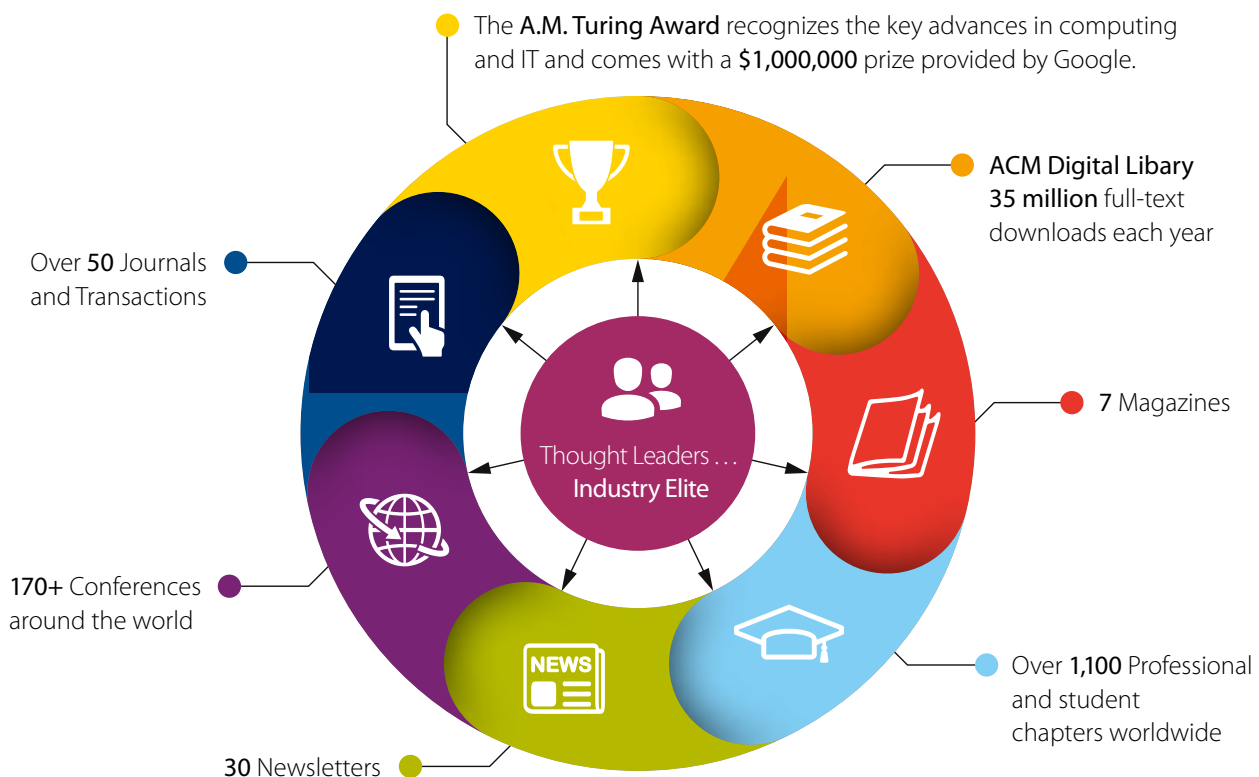 The A.M. Turing Award recognizes the key advances in computing
and IT and comes with a $1,000,000 prize provided by Google.
ACM Digital Libary
35 million full-text
downloads each year
Over 50 Journals
and Transactions
7 Magazines
Thought Leaders ...
Industry Elite
170+ Conferences
around the world
NEWS
Over 1,100 Professional
and student
chapters worldwide
30 Newsletters